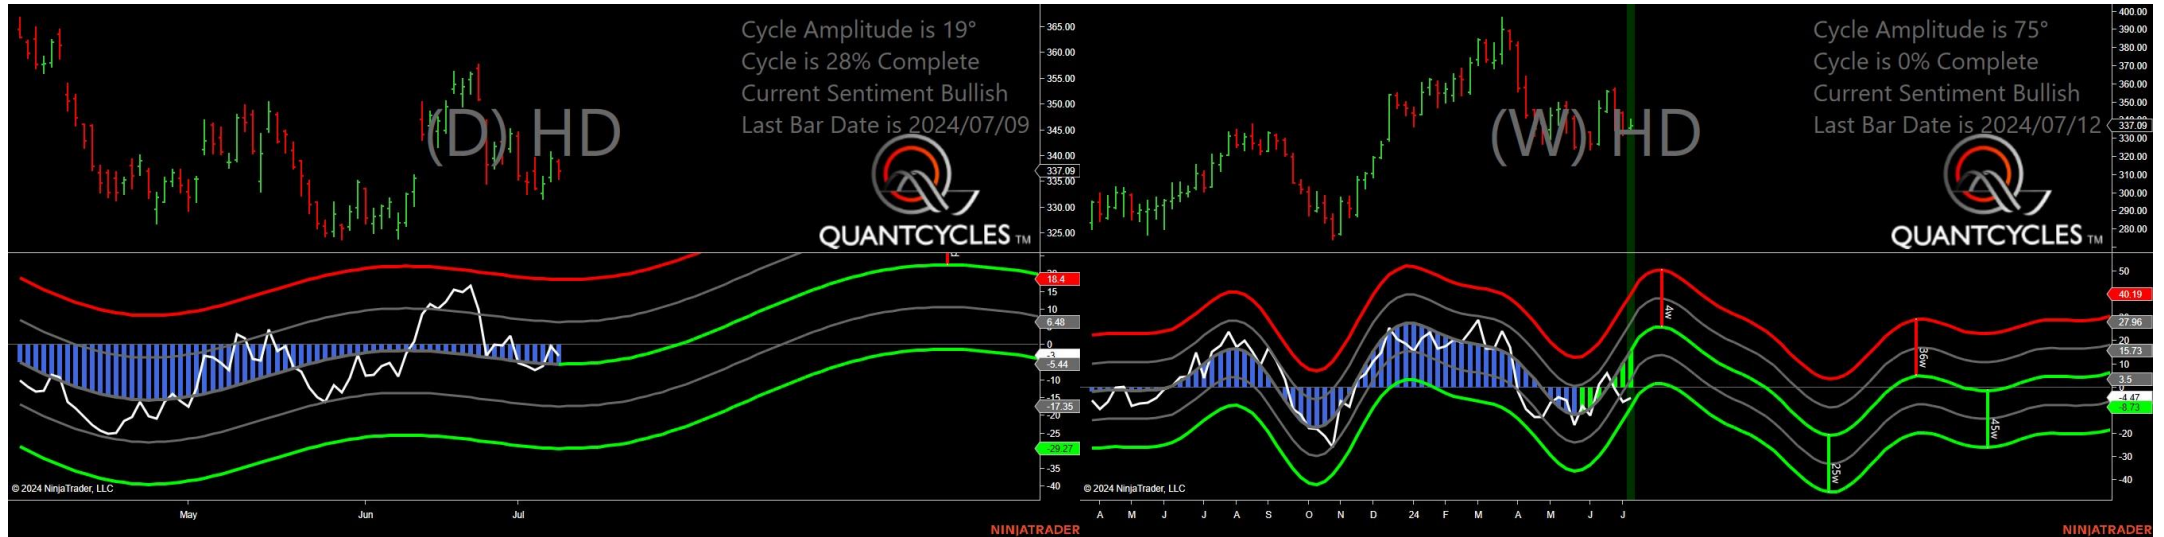 Cycle Amplitude is 19°
Cycle is 28% Complete
Current Sentiment Bullish
Last Bar Date is 2024/07/09
(D) HD
QUANTCYCLES TM
365.00
360.00
355.00
350.00
345.00
340.00
337.09
335.00
330.00
325.00
18.4
15
10
6.48
0
-3
-5.44
-10
-15
-17.35
-20
-25
-29.27
-35
-40
© 2024 NinjaTrader, LLC
May
Jun
Jul
NINJATRADER
Cycle Amplitude is 75°
Cycle is 0% Complete
Current Sentiment Bullish
Last Bar Date is 2024/07/12
(W) HD
QUANTCYCLES TM
400.00
390.00
380.00
370.00
360.00
350.00
337.09
330.00
320.00
310.00
300.00
290.00
280.00
4w
36w
25w
45w
50
40.19
27.96
20
15.73
10
3.5
-4.47
-8.73
-20
-30
-40
© 2024 NinjaTrader, LLC
A M J J A S O N D 24 F M A M J J
NINJATRADER